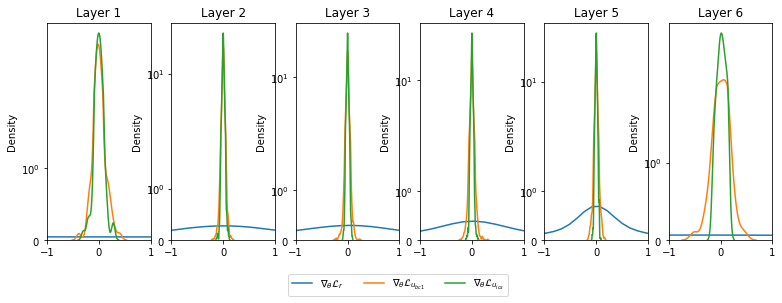 Layer 1 Layer 2 Layer 3 Layer 4 Layer 5 Layer 6
Density Density Density Density Density Density
10¹ 10¹ 10¹ 10¹
10⁰ 10⁰ 10⁰ 10⁰ 10⁰ 10⁰
0 0 0 0 0 0
−1 0 1 −1 0 1 −1 0 1 −1 0 1 −1 0 1 −1 0 1
∇θℒr ∇θℒubc1 ∇θℒuics